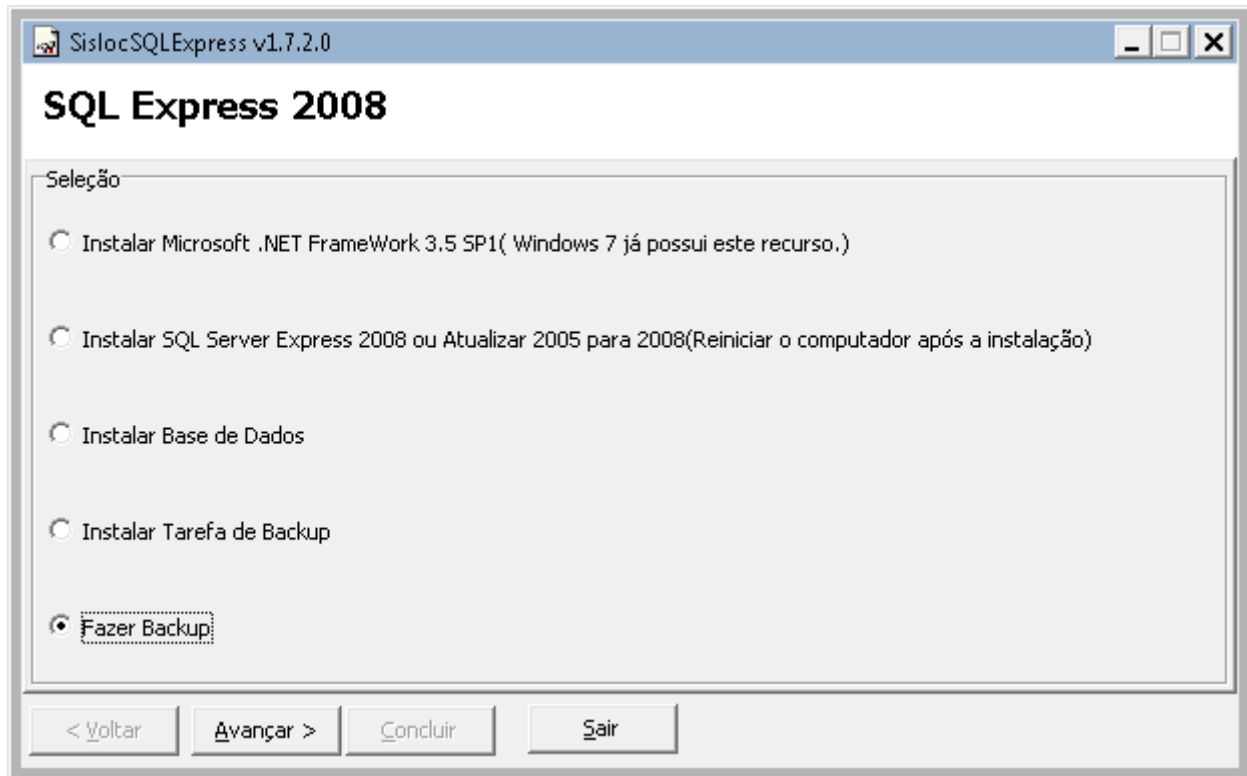 SislocSQLExpress v1.7.2.0
SQL Express 2008
Seleção
Instalar Microsoft .NET FrameWork 3.5 SP1( Windows 7 já possui este recurso.)
Instalar SQL Server Express 2008 ou Atualizar 2005 para 2008(Reiniciar o computador após a instalação)
Instalar Base de Dados
Instalar Tarefa de Backup
Fazer Backup
< Voltar Avançar > Concluir Sair